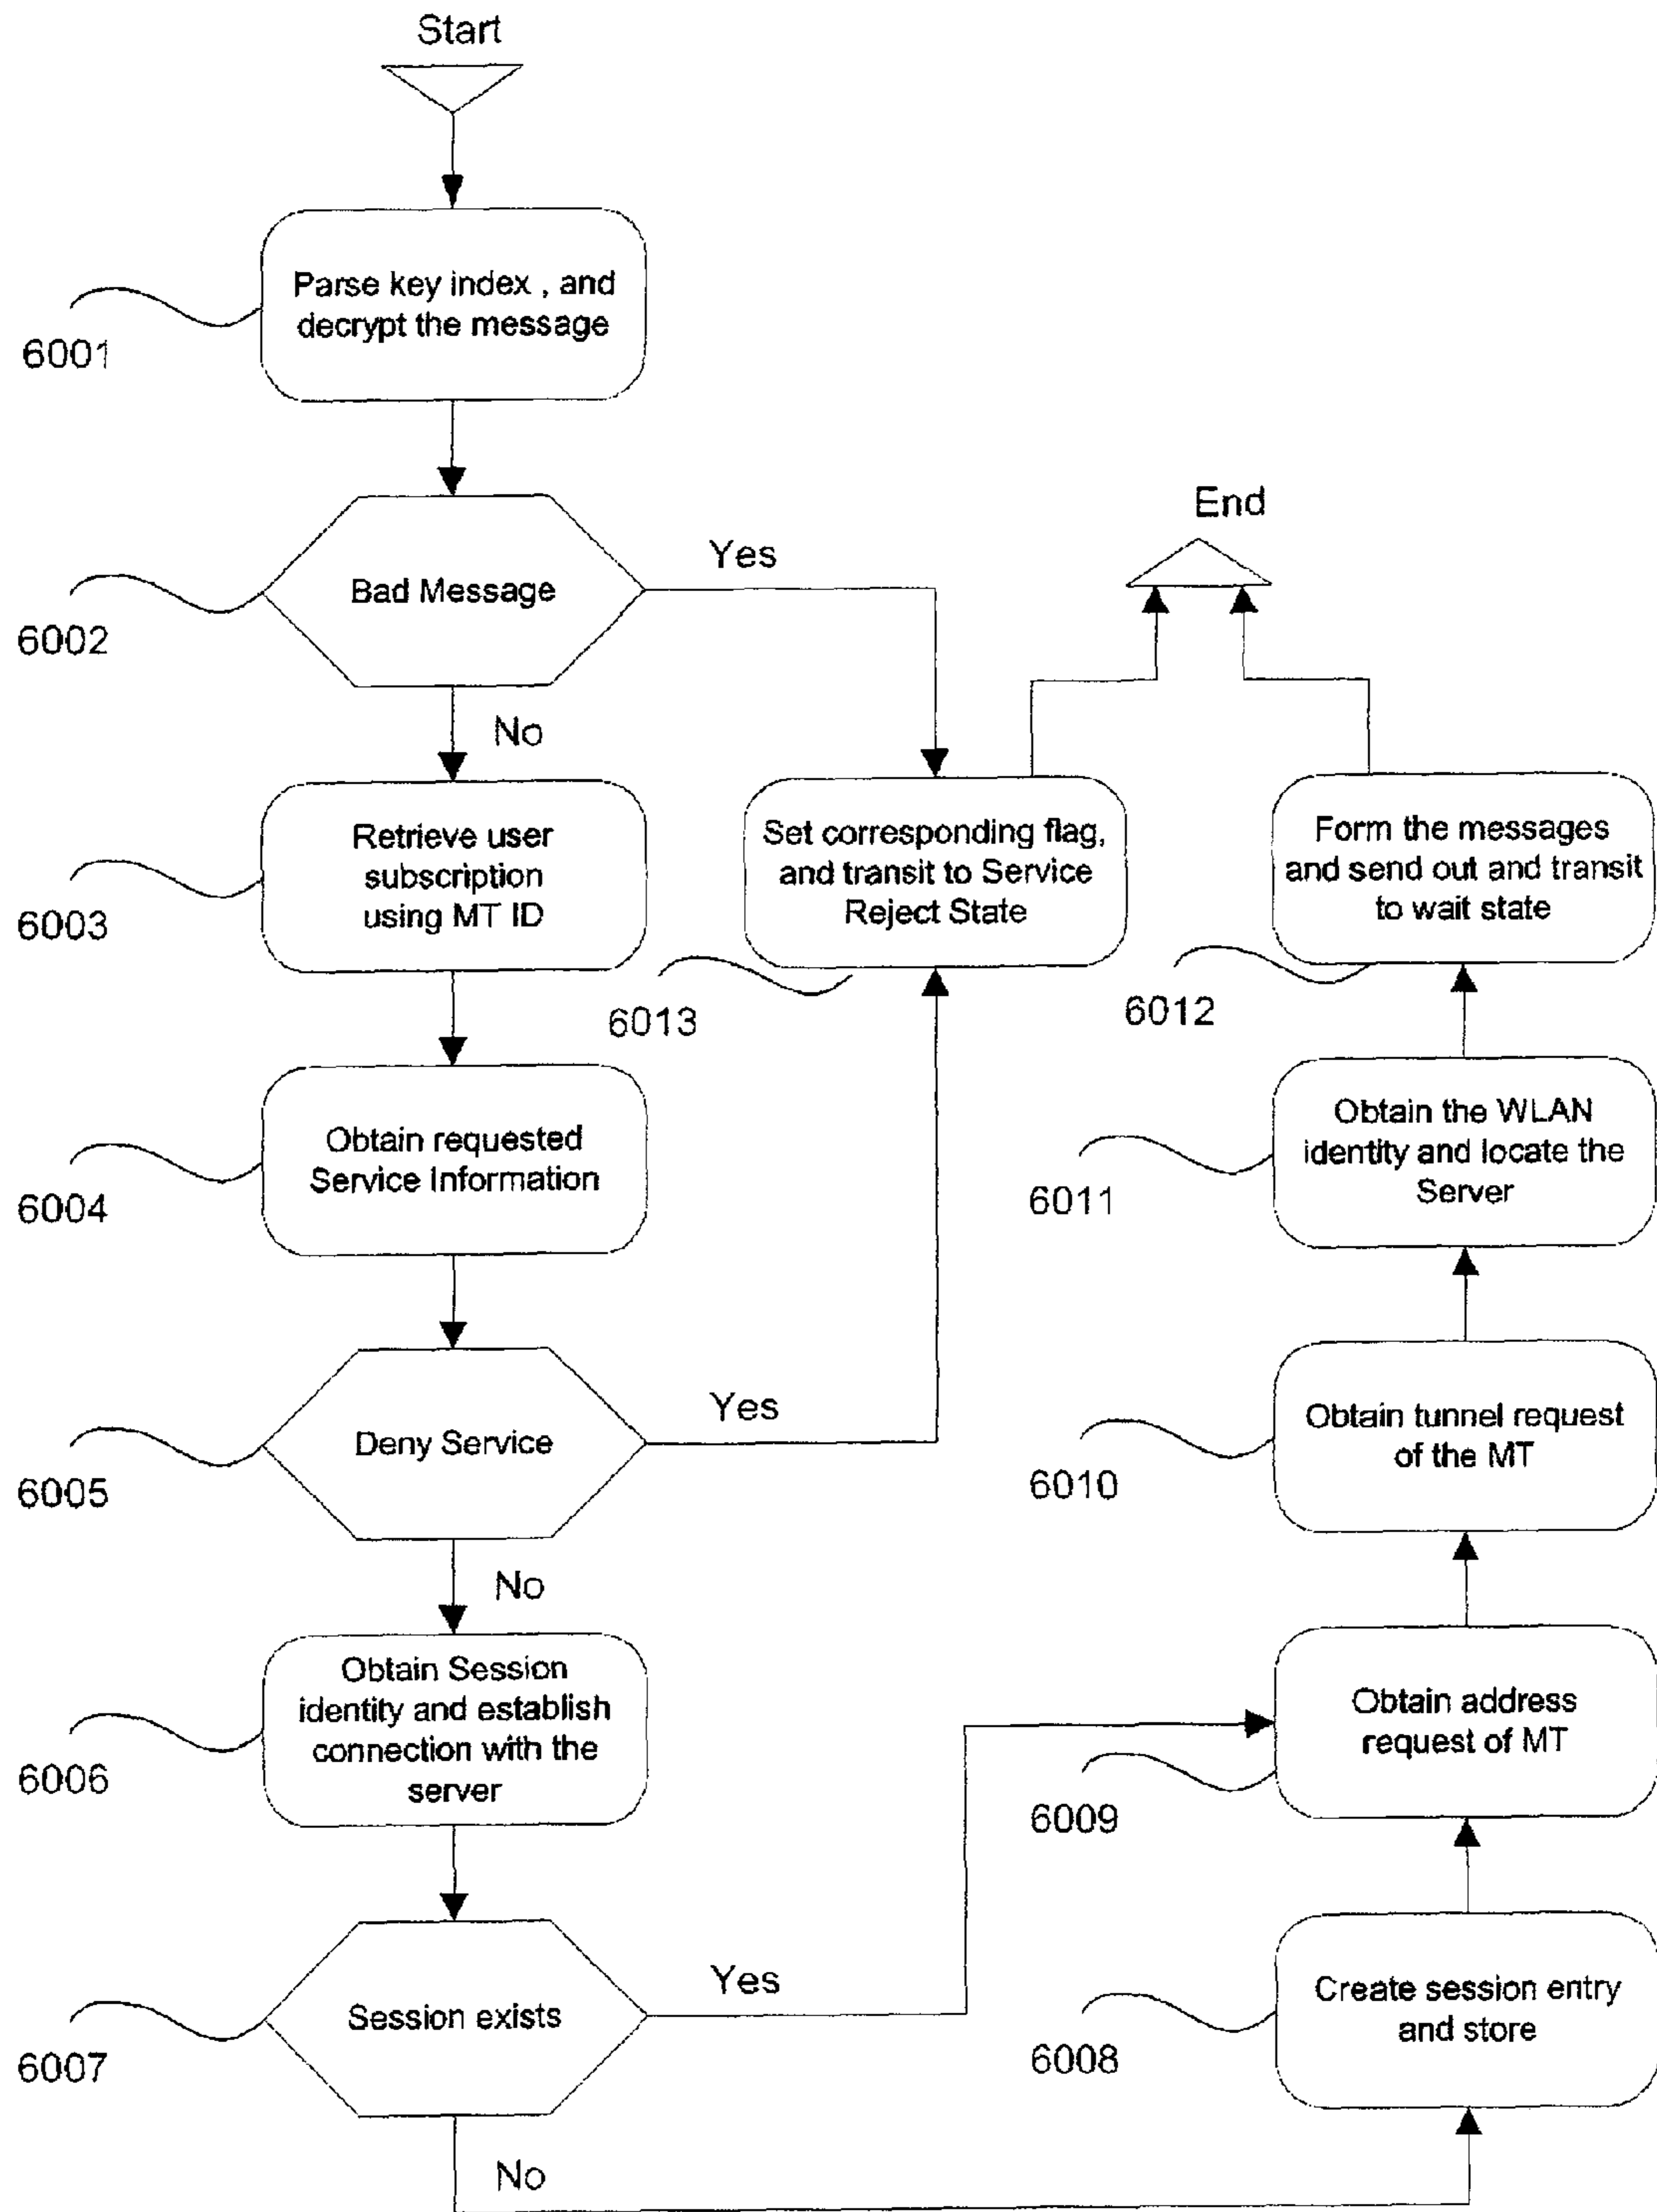 Start
Parse key index , and
decrypt the message
6001
Bad Message
Yes
6002
No
Retrieve user
subscription
using MT ID
6003
Obtain requested
Service Information
6004
Deny Service
Yes
6005
No
Obtain Session
identity and establish
connection with the
server
6006
Session exists
Yes
6007
No
End
Set corresponding flag,
and transit to Service
Reject State
6013
Form the messages
and send out and transit
to wait state
6012
Obtain the WLAN
identity and locate the
Server
6011
Obtain tunnel request
of the MT
6010
Obtain address
request of MT
6009
Create session entry
and store
6008